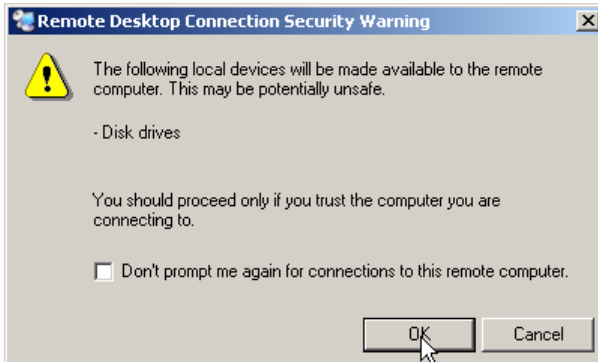 Remote Desktop Connection Security Warning
The following local devices will be made available to the remote
computer. This may be potentially unsafe.
- Disk drives
You should proceed only if you trust the computer you are
connecting to.
Don't prompt me again for connections to this remote computer.
OK Cancel